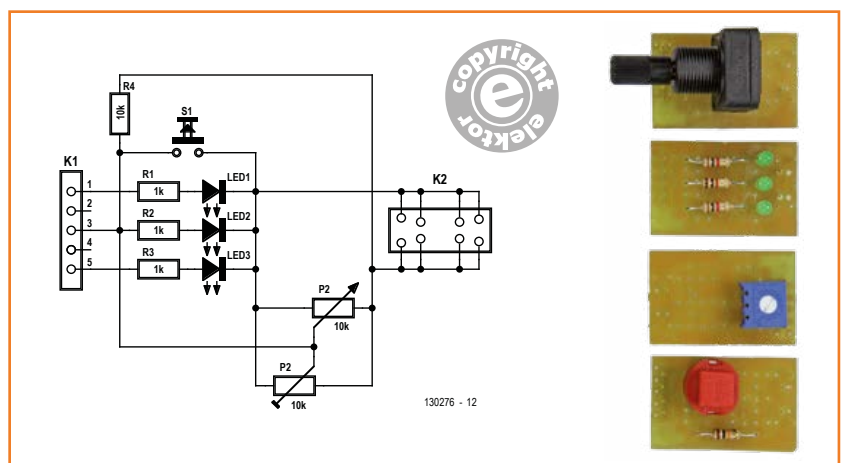 R4
10k
S1
K1
1
2
3
4
5
R1
1k
LED1
R2
1k
LED2
R3
1k
LED3
K2
P2
10k
P2
10k
130276 - 12
copyright
e
elektor